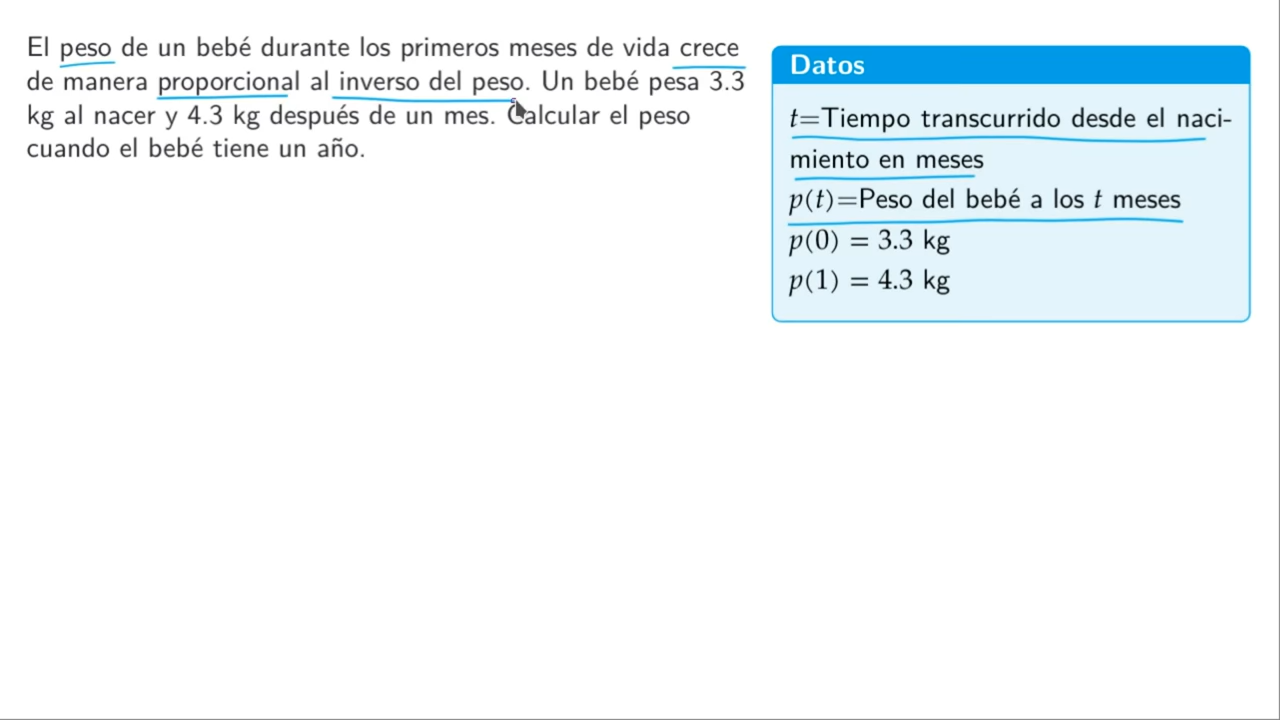 El peso de un bebé durante los primeros meses de vida crece
de manera proporcional al inverso del peso. Un bebé pesa 3.3
kg al nacer y 4.3 kg después de un mes. Calcular el peso
cuando el bebé tiene un año.
Datos
t=Tiempo transcurrido desde el naci-
miento en meses
p(t)=Peso del bebé a los t meses
p(0) = 3.3 kg
p(1) = 4.3 kg